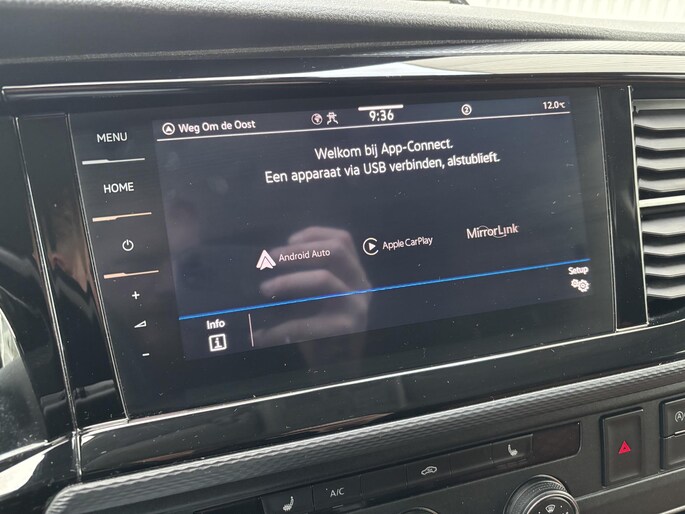 MENU
HOME
+
-
Weg Om de Oost
9:36
2
12.0°C
Welkom bij App-Connect.
Een apparaat via USB verbinden, alstublieft.
Android Auto
Apple CarPlay
MirrorLink
Info
i
Setup
A/C
A